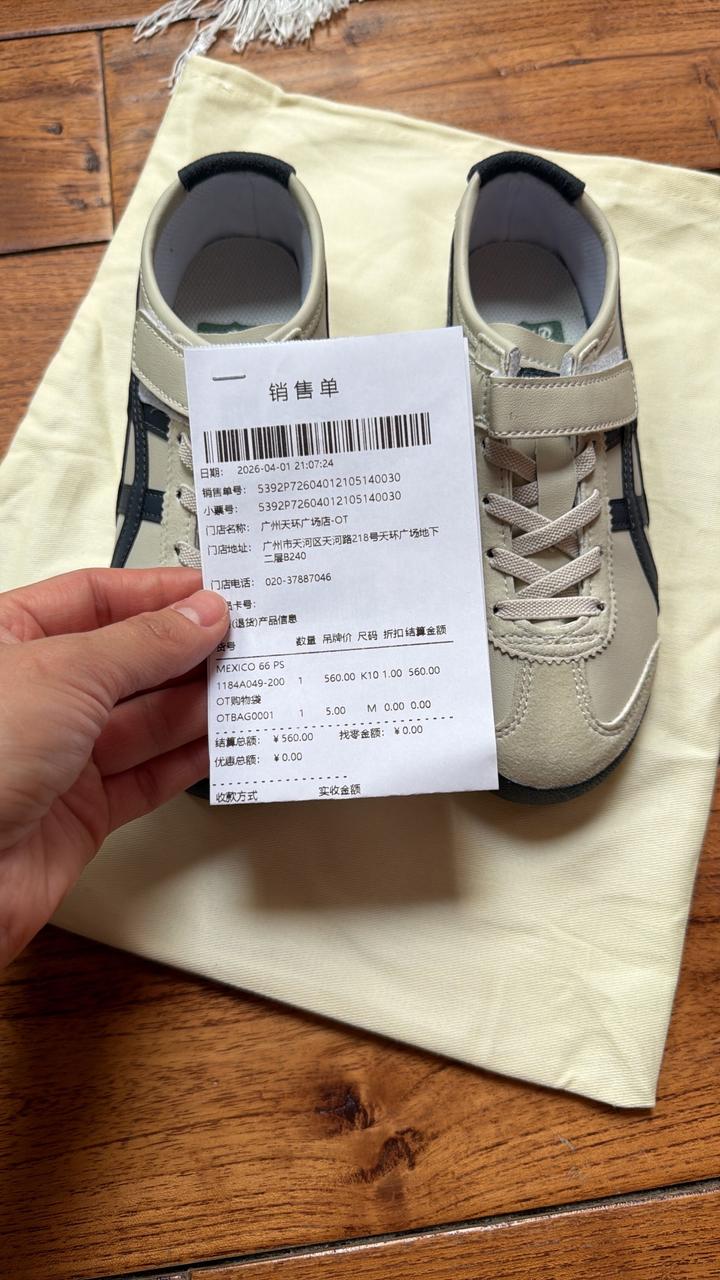 销售单
日期： 2026-04-01 21:07:24
销售单号： 5392P72604012105140030
小票号： 5392P72604012105140030
门店名称： 广州天环广场店-OT
门店地址： 广州市天河区天河路218号天环广场地下
二层B240
门店电话： 020-37887046
卡号：
(退货)产品信息
货号 数量 吊牌价 尺码 折扣 结算金额
MEXICO 66 PS
1184A049-200 1 560.00 K10 1.00 560.00
OT购物袋
OTBAG0001 1 5.00 M 0.00 0.00
结算总额： ￥560.00 找零金额： ￥0.00
优惠总额： ￥0.00
收款方式 实收金额